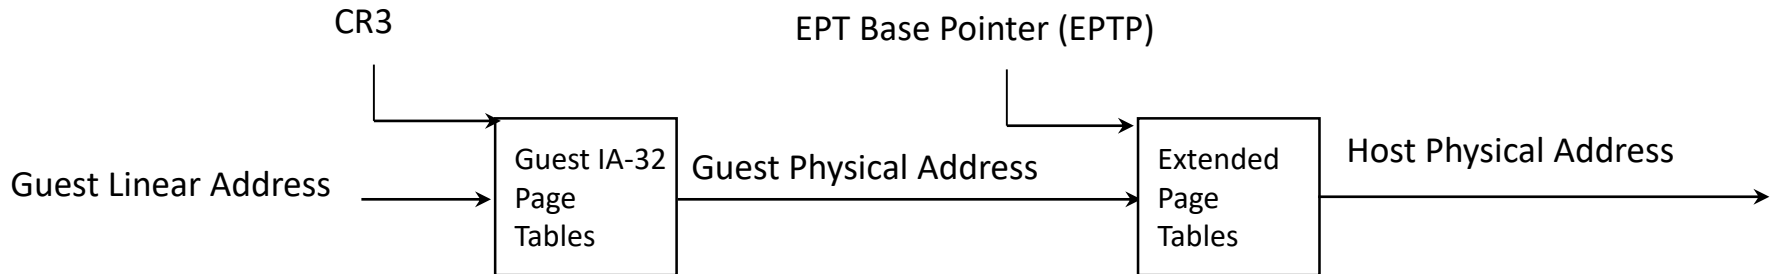 CR3
EPT Base Pointer (EPTP)
Guest Linear Address
Guest IA-32
Page
Tables
Guest Physical Address
Extended
Page
Tables
Host Physical Address